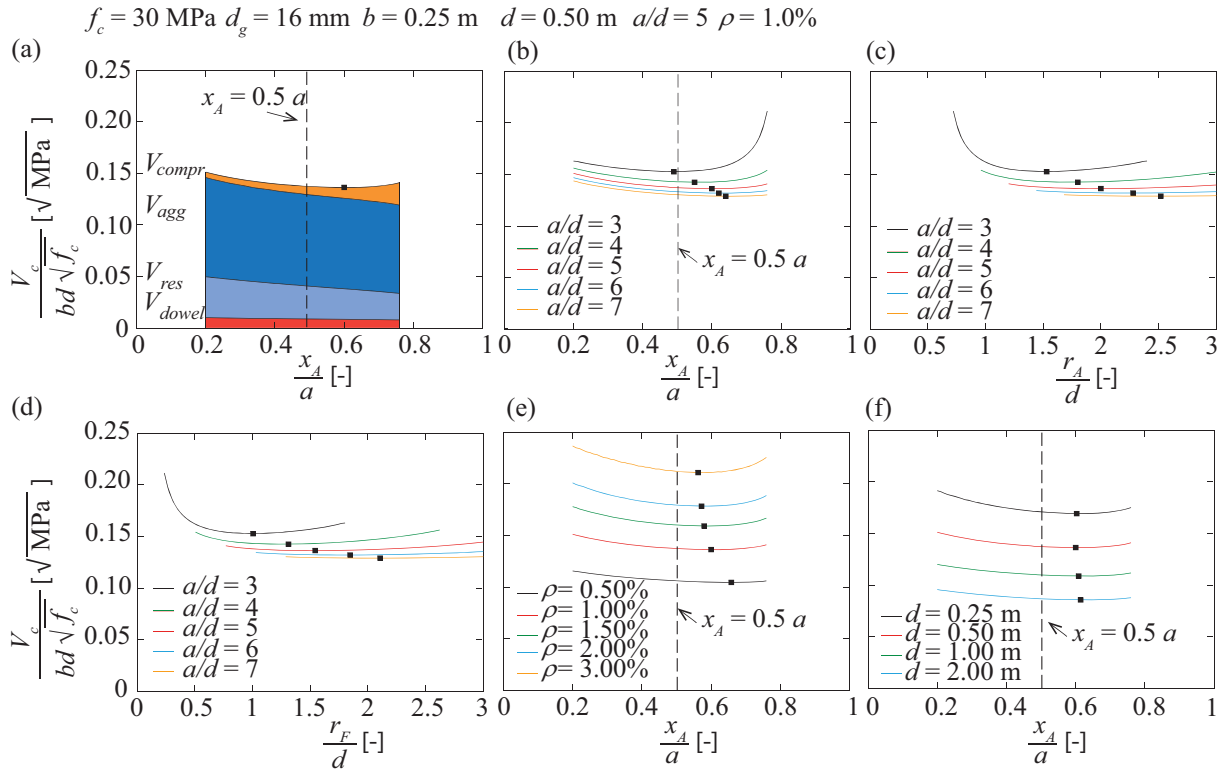 f_c = 30 MPa d_g = 16 mm b = 0.25 m d = 0.50 m a/d = 5 ρ = 1.0%
(a)
0.25
0.20
0.15
0.10
0.05
0
V_c
bd √f_c
[√MPa]
x_A = 0.5 a
V_compr
V_agg
V_res
V_dowel
0 0.2 0.4 0.6 0.8 1
x_A
a
[-]
(b)
a/d = 3
a/d = 4
a/d = 5
a/d = 6
a/d = 7
x_A = 0.5 a
0 0.2 0.4 0.6 0.8 1
x_A
a
[-]
(c)
a/d = 3
a/d = 4
a/d = 5
a/d = 6
a/d = 7
0 0.5 1 1.5 2 2.5 3
r_A
d
[-]
(d)
0.25
0.20
0.15
0.10
0.05
0
V_c
bd √f_c
[√MPa]
a/d = 3
a/d = 4
a/d = 5
a/d = 6
a/d = 7
0 0.5 1 1.5 2 2.5 3
r_F
d
[-]
(e)
ρ= 0.50%
ρ= 1.00%
ρ= 1.50%
ρ= 2.00%
ρ= 3.00%
x_A = 0.5 a
0 0.2 0.4 0.6 0.8 1
x_A
a
[-]
(f)
d = 0.25 m
d = 0.50 m
d = 1.00 m
d = 2.00 m
x_A = 0.5 a
0 0.2 0.4 0.6 0.8 1
x_A
a
[-]